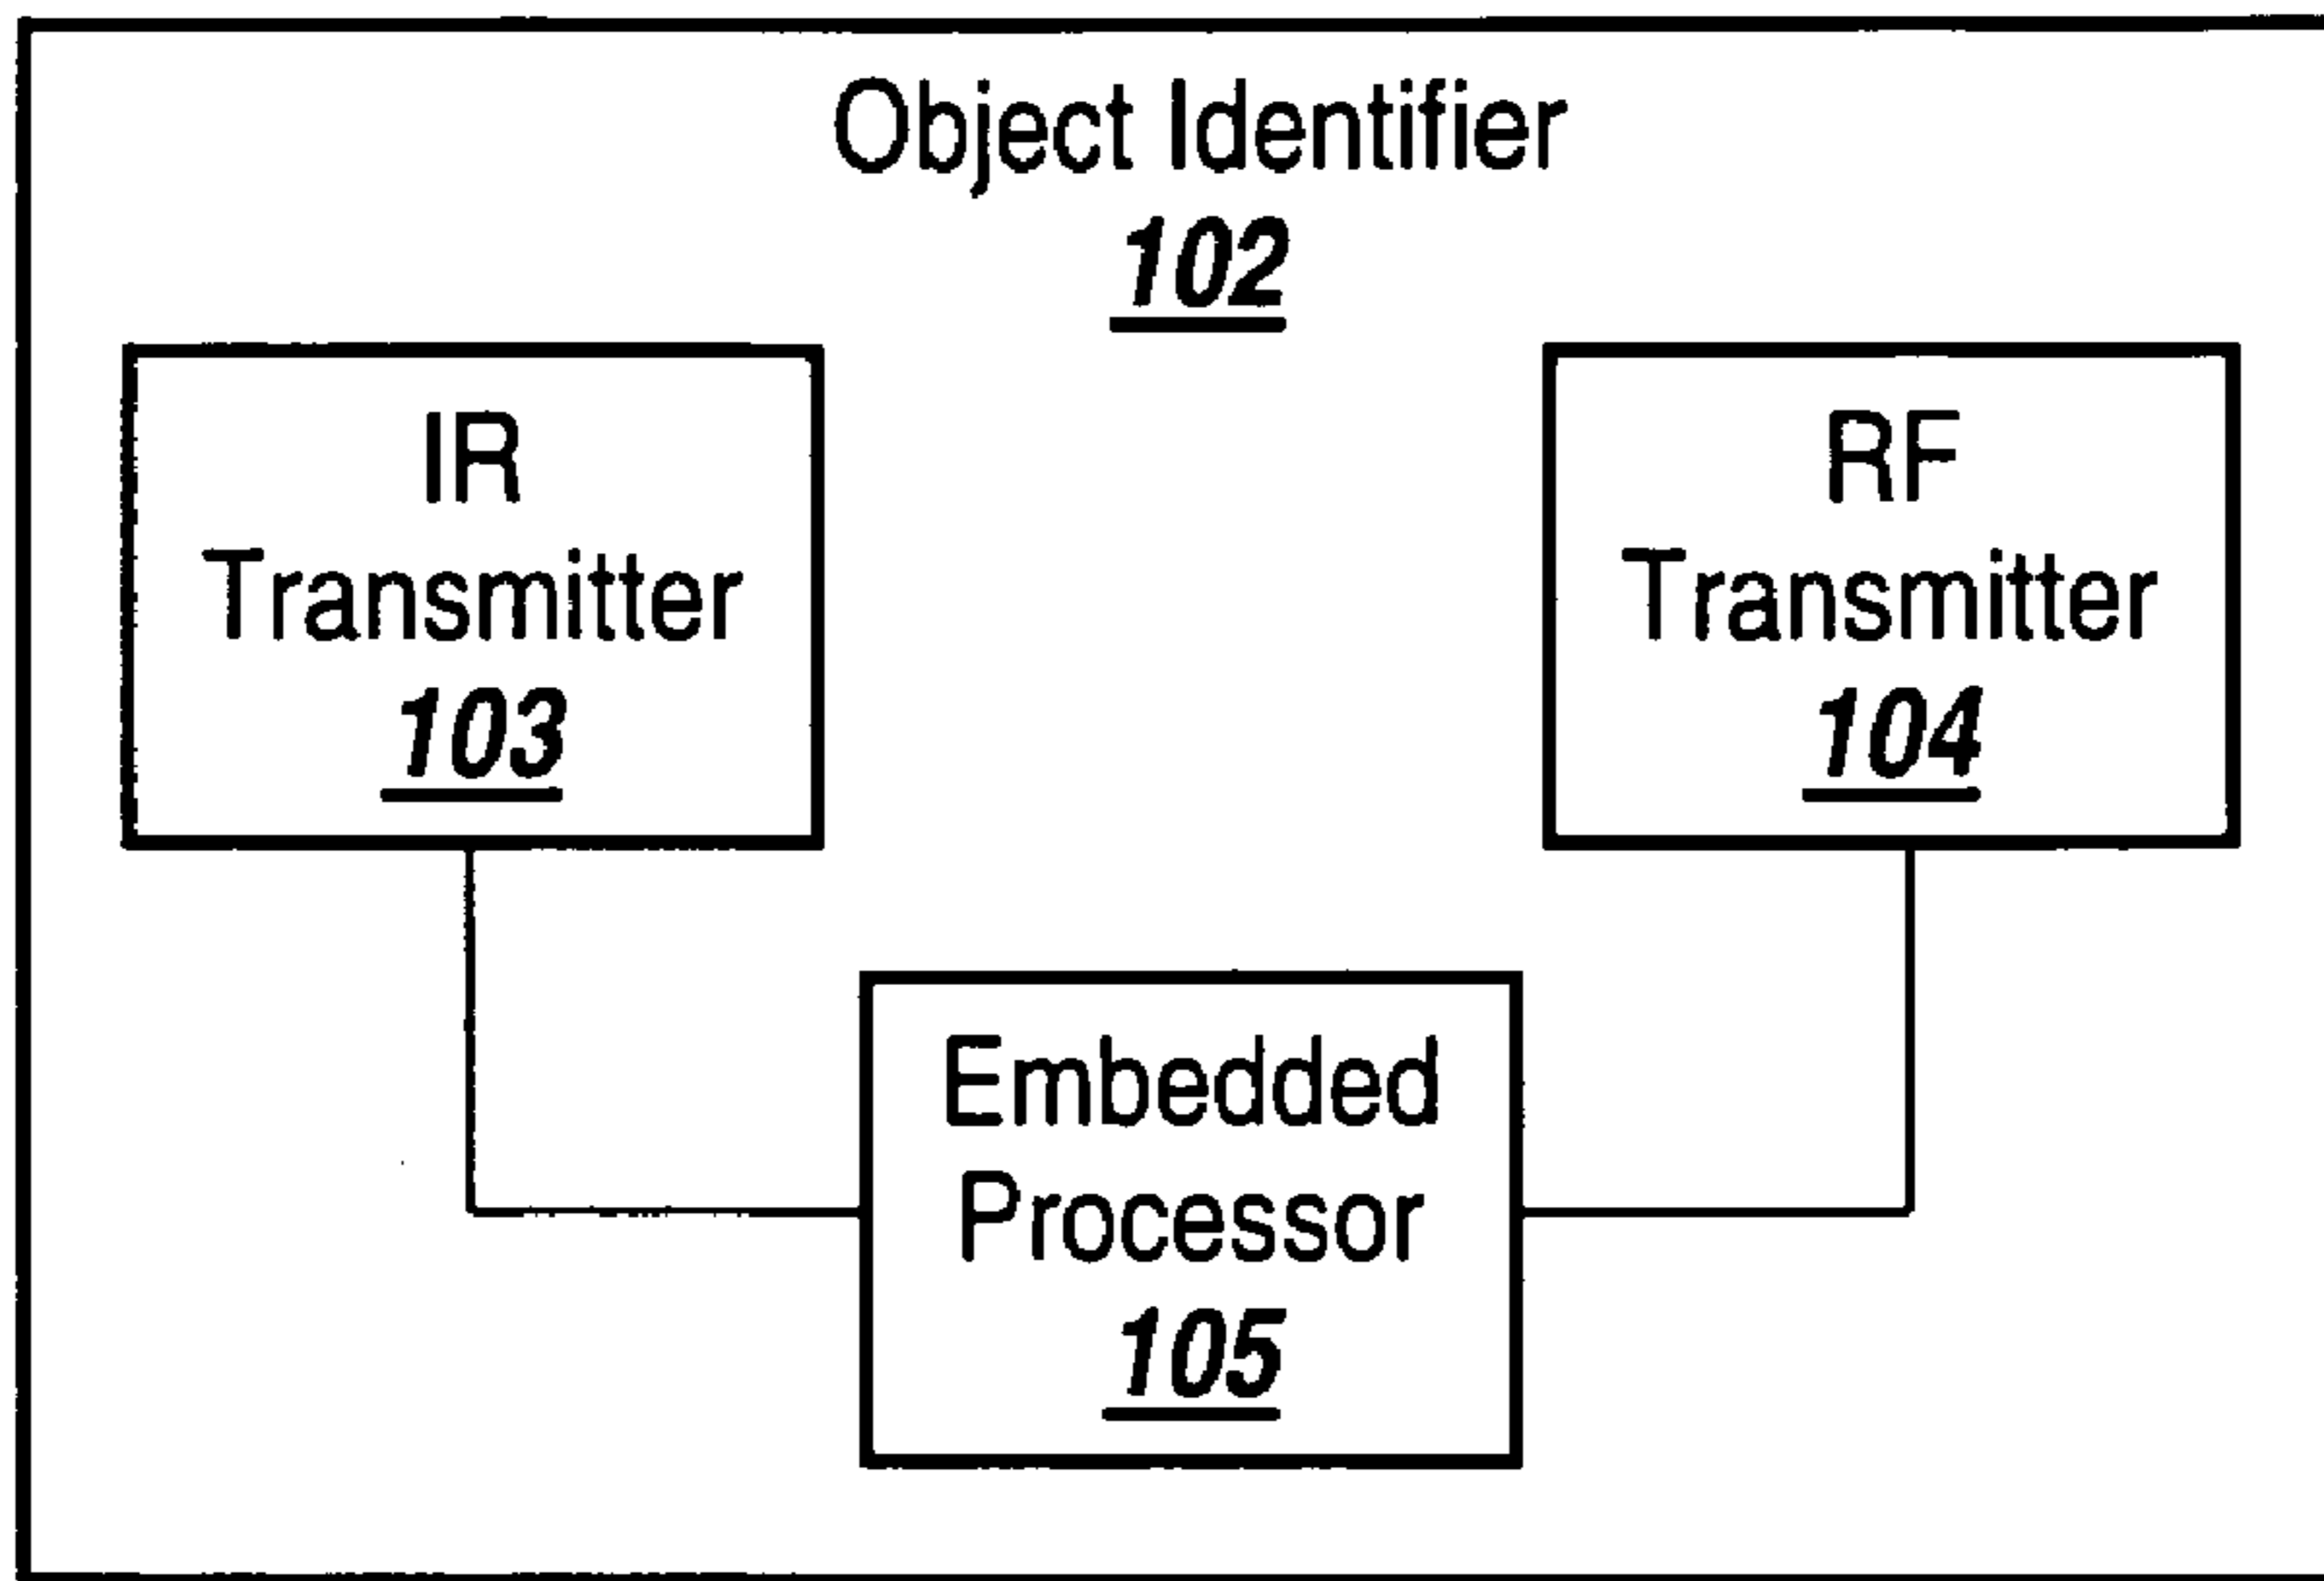 Object Identifier
102
IR
Transmitter
103
RF
Transmitter
104
Embedded
Processor
105